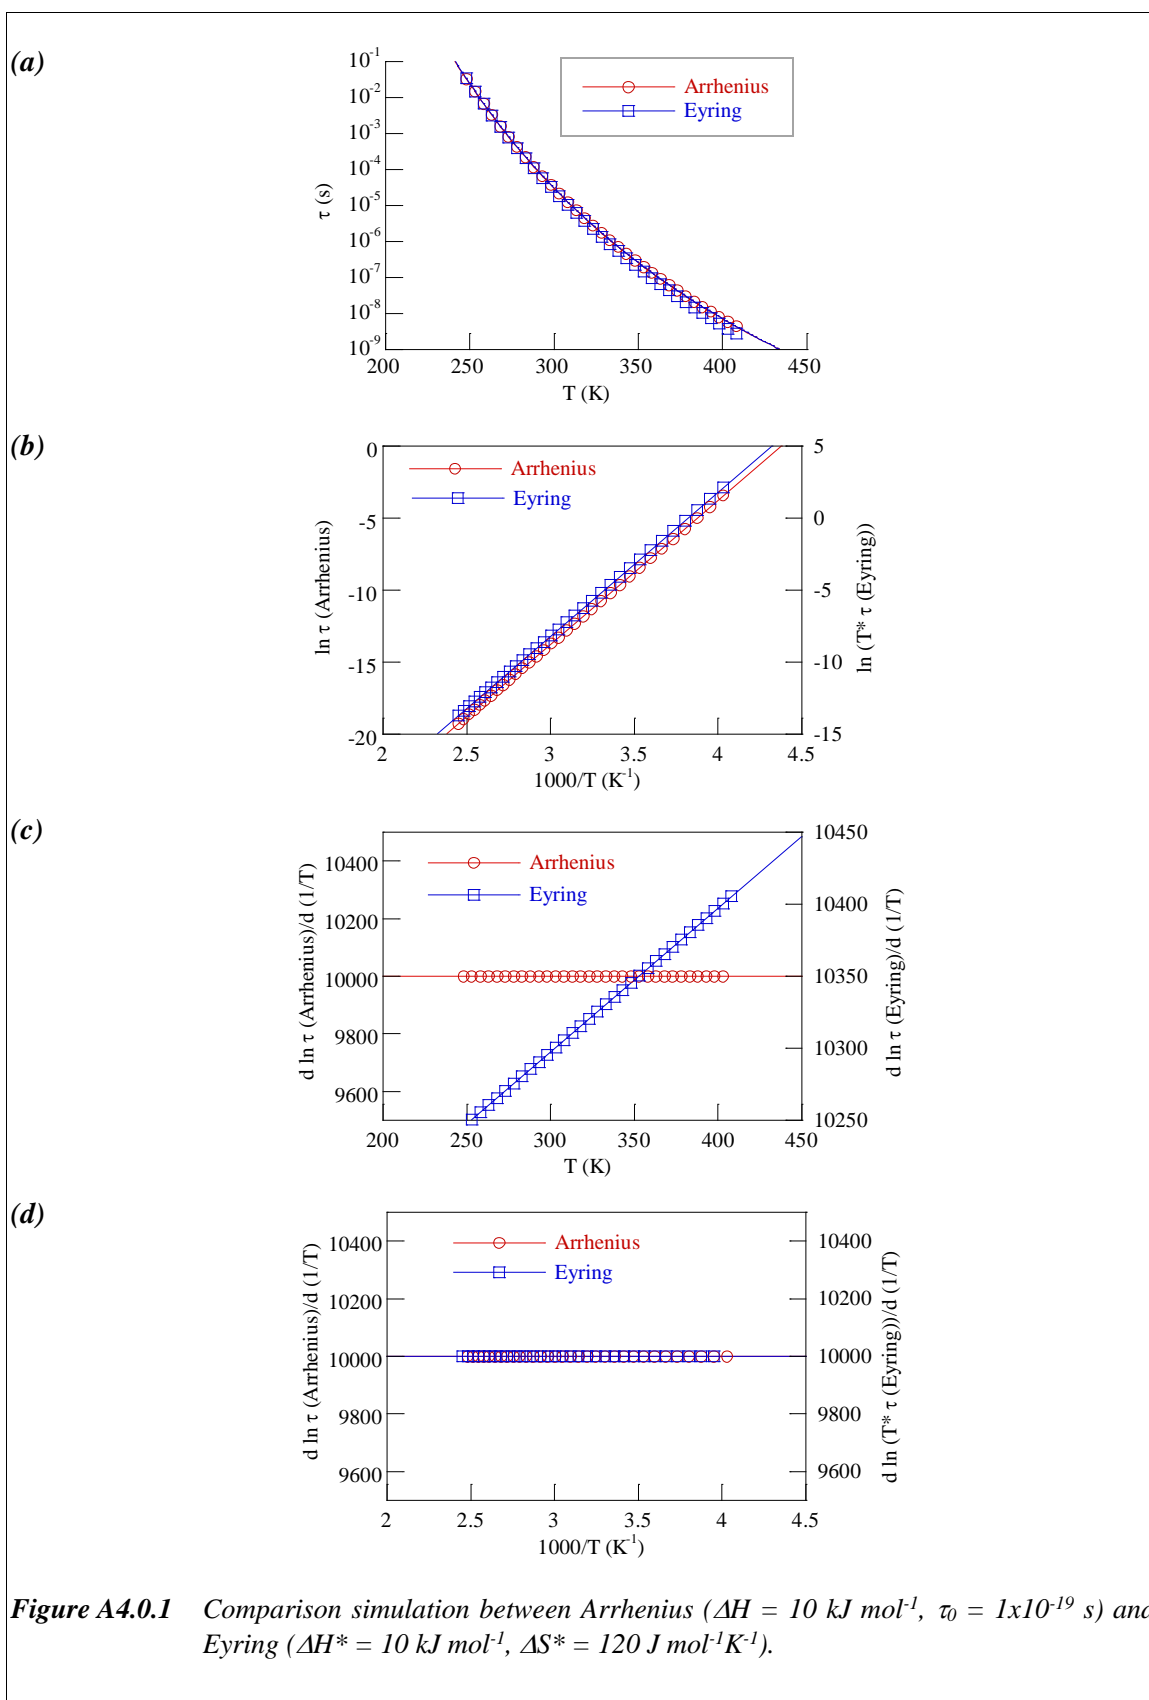 (a)
10^-1
10^-2
10^-3
10^-4
10^-5
10^-6
10^-7
10^-8
10^-9
τ (s)
Arrhenius
Eyring
200 250 300 350 400 450
T (K)
(b)
0
-5
-10
-15
-20
ln τ (Arrhenius)
Arrhenius
Eyring
5
0
-5
-10
-15
ln (T* τ (Eyring))
2 2.5 3 3.5 4 4.5
1000/T (K^-1)
(c)
10400
10200
10000
9800
9600
d ln τ (Arrhenius)/d (1/T)
Arrhenius
Eyring
10450
10400
10350
10300
10250
d ln τ (Eyring)/d (1/T)
200 250 300 350 400 450
T (K)
(d)
10400
10200
10000
9800
9600
d ln τ (Arrhenius)/d (1/T)
Arrhenius
Eyring
10400
10200
10000
9800
9600
d ln (T* τ (Eyring))/d (1/T)
2 2.5 3 3.5 4 4.5
1000/T (K^-1)
Figure A4.0.1 Comparison simulation between Arrhenius (ΔH = 10 kJ mol^-1, τ_0 = 1x10^-19 s) and
Eyring (ΔH* = 10 kJ mol^-1, ΔS* = 120 J mol^-1K^-1).